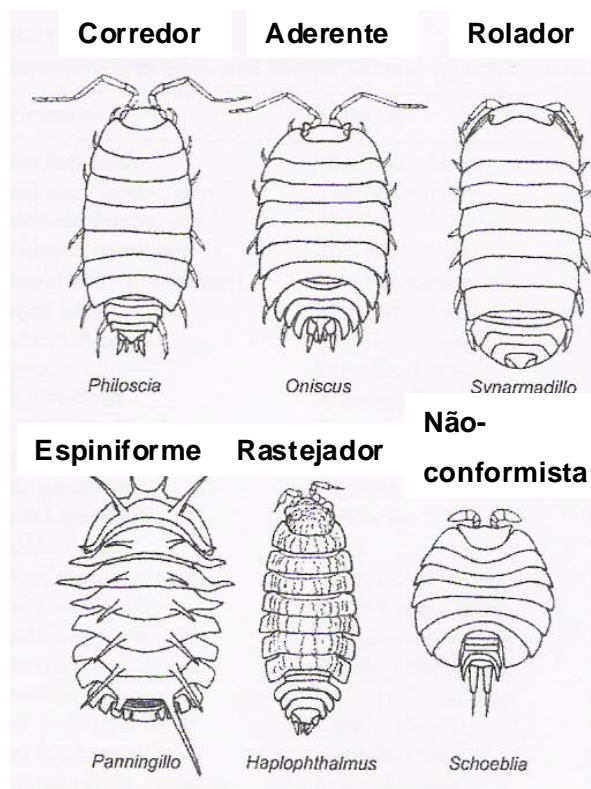 Corredor Aderente Rolador
Philoscia Oniscus Synarmadillo
Espiniforme Rastejador Não-
conformista
Panningillo Haplophthalmus Schoeblia